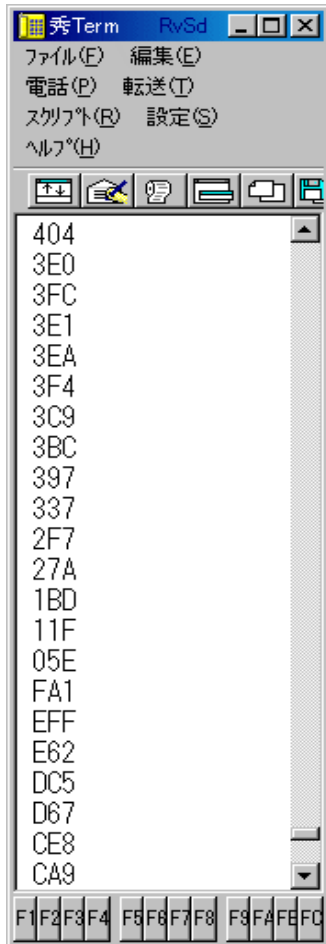 秀Term RvSd
ファイル(F) 編集(E)
電話(P) 転送(T)
スクリプト(R) 設定(S)
ヘルプ(H)
404
3E0
3FC
3E1
3EA
3F4
3C9
3BC
397
337
2F7
27A
1BD
11F
05E
FA1
EFF
E62
DC5
D67
CE8
CA9
F1 F2 F3 F4 F5 F6 F7 F8 F9 FA FB FC